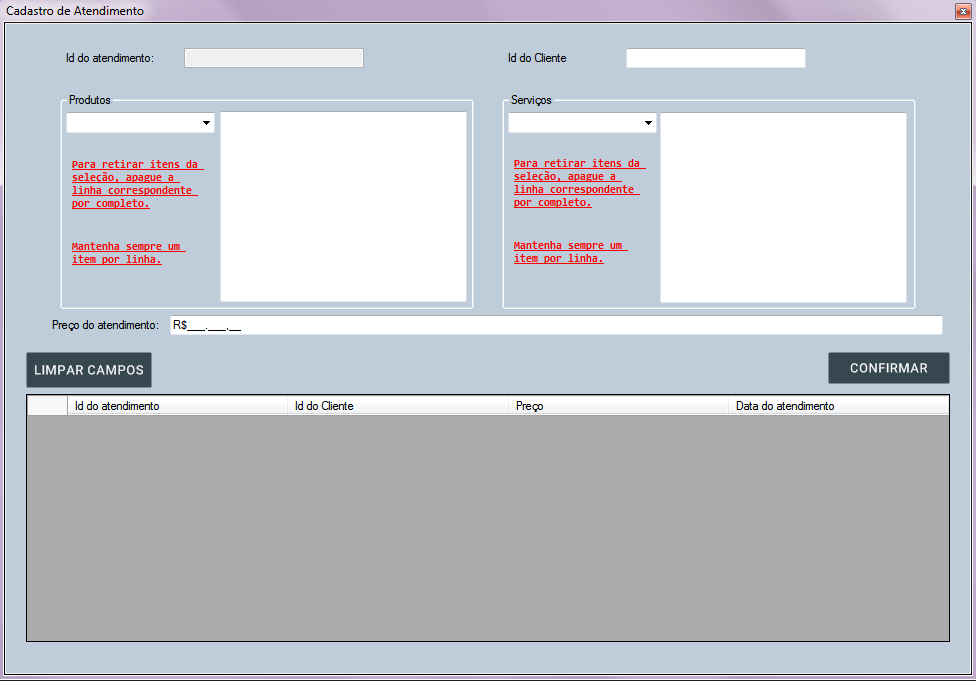 Cadastro de Atendimento
Id do atendimento:
Id do Cliente
Produtos
Para retirar itens da
seleção, apague a
linha correspondente
por completo.
Mantenha sempre um
item por linha.
Serviços
Para retirar itens da
seleção, apague a
linha correspondente
por completo.
Mantenha sempre um
item por linha.
Preço do atendimento:
R$___.___,__
LIMPAR CAMPOS
CONFIRMAR
Id do atendimento
Id do Cliente
Preço
Data do atendimento